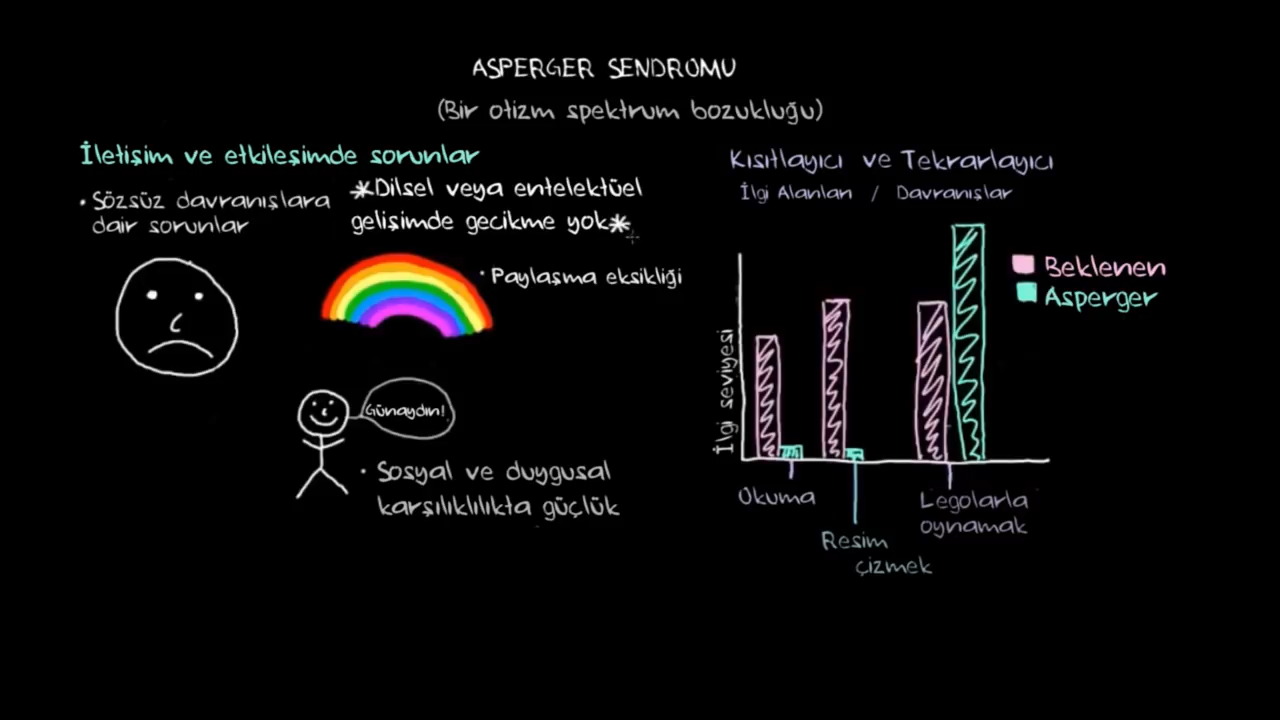 ASPERGER SENDROMU
(Bir otizm spektrum bozukluğu)
İletişim ve etkileşimde sorunlar
• Sözsüz davranışlara
dair sorunlar
*Dilsel veya entelektüel
gelişimde gecikme yok*
• Paylaşma eksikliği
Günaydın!
• Sosyal ve duygusal
karşılıklılıkta güçlük
Kısıtlayıcı ve Tekrarlayıcı
İlgi Alanları / Davranışlar
Beklenen
Asperger
İlgi seviyesi
Okuma
Resim
çizmek
Legolarla
oynamak